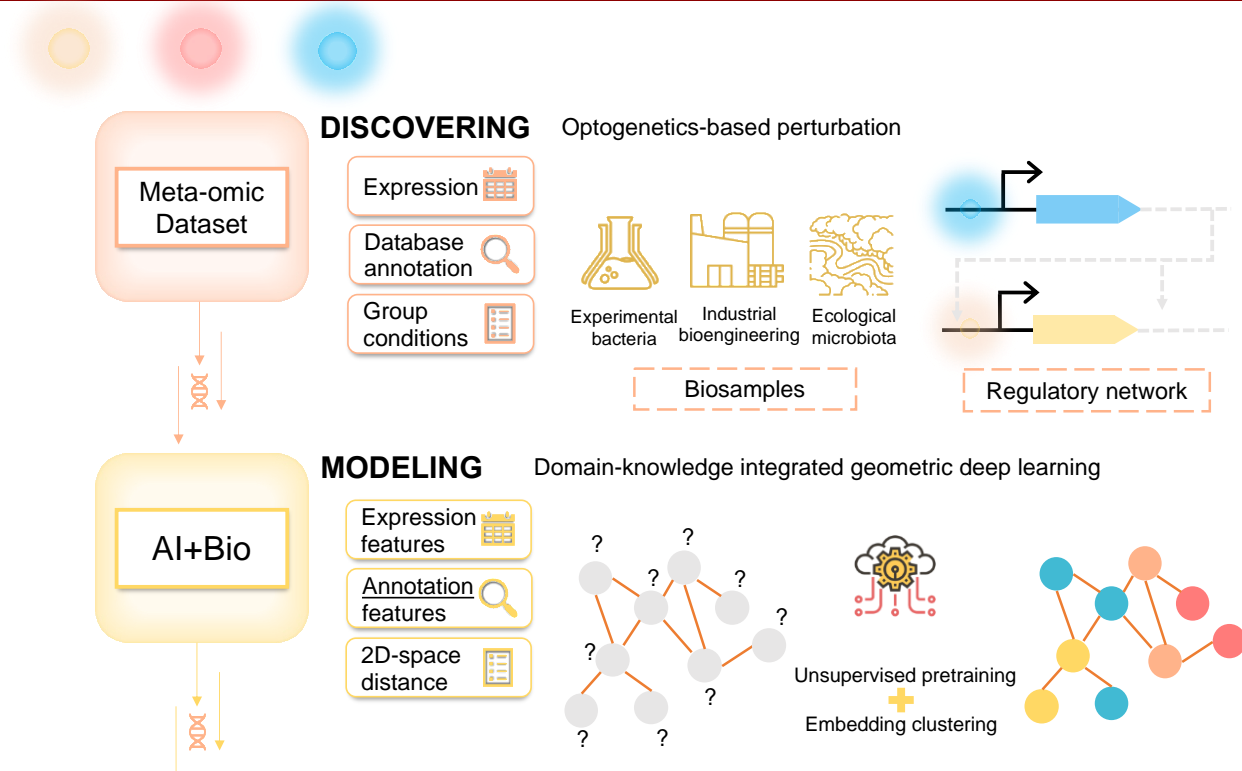 DISCOVERING
Optogenetics-based perturbation
Meta-omic
Dataset
Expression
Database
annotation
Group
conditions
Experimental
bacteria
Industrial
bioengineering
Ecological
microbiota
Biosamples
Regulatory network
MODELING
Domain-knowledge integrated geometric deep learning
AI+Bio
Expression
features
Annotation
features
2D-space
distance
?
?
?
?
?
?
?
?
?
Unsupervised pretraining
Embedding clustering